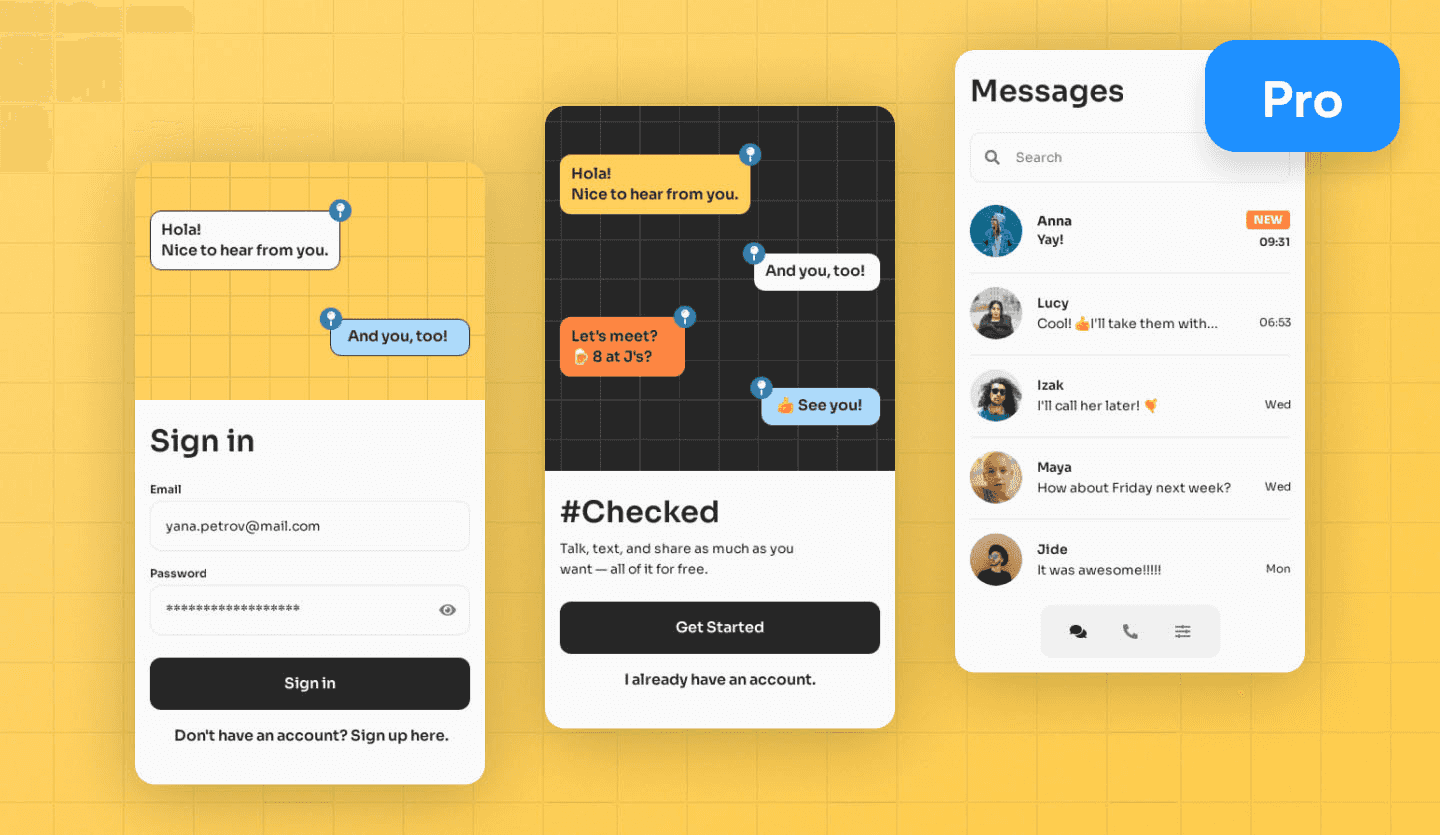 Hola!
Nice to hear from you.
And you, too!
Sign in
Email
yana.petrov@mail.com
Password
******************
Sign in
Don't have an account? Sign up here.
Hola!
Nice to hear from you.
And you, too!
Let's meet?
🍺 8 at J's?
👍 See you!
#Checked
Talk, text, and share as much as you
want — all of it for free.
Get Started
I already have an account.
Messages
Pro
Search
Anna
NEW
Yay!
09:31
Lucy
Cool! 👍I'll take them with...
06:53
Izak
I'll call her later! 💘
Wed
Maya
How about Friday next week?
Wed
Jide
It was awesome!!!!!
Mon